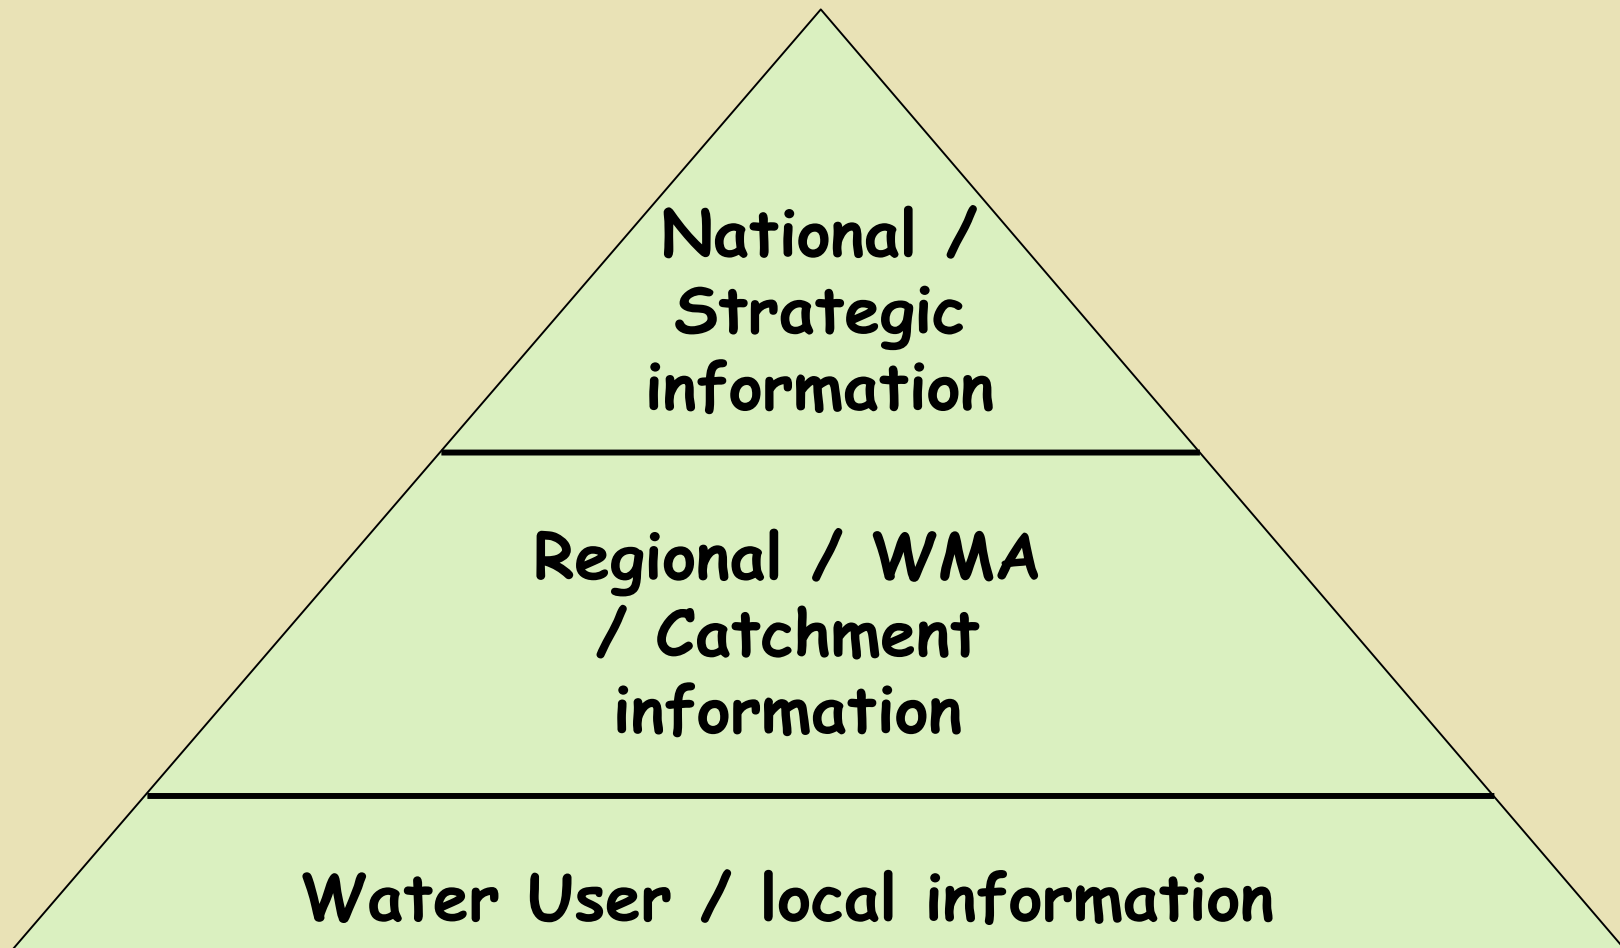 National /
Strategic
information
Regional / WMA
/ Catchment
information
Water User / local information